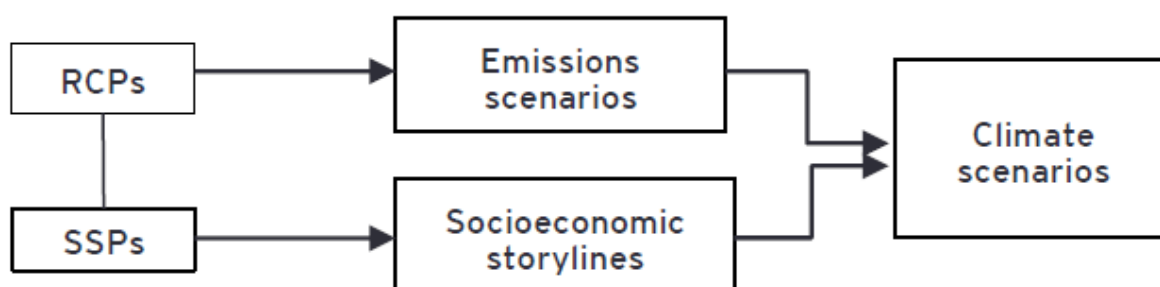 RCPs
Emissions
scenarios
Climate
scenarios
SSPs
Socioeconomic
storylines